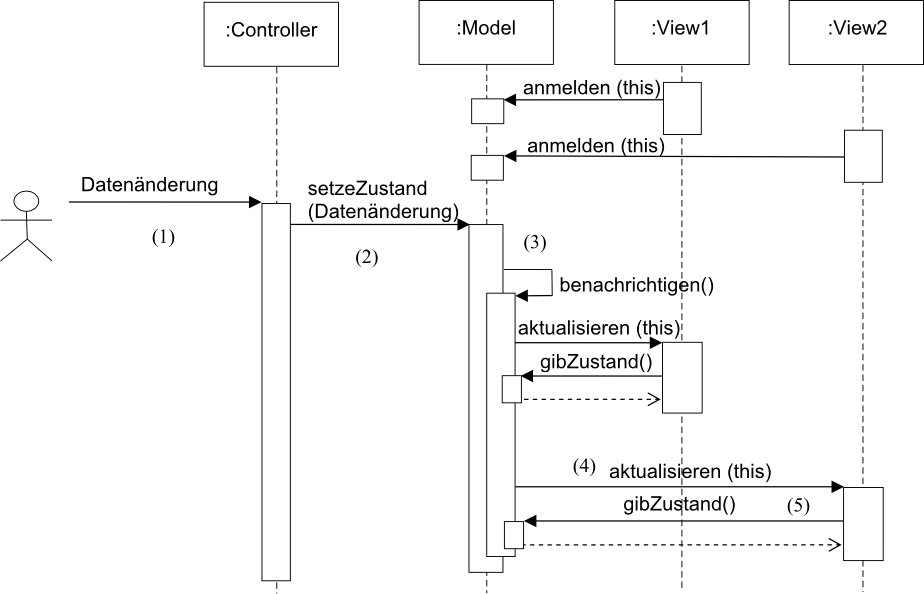 :Controller
:Model
:View1
:View2
anmelden (this)
anmelden (this)
Datenänderung
(1)
setzeZustand
(Datenänderung)
(2)
(3)
benachrichtigen()
aktualisieren (this)
gibZustand()
(4)
aktualisieren (this)
gibZustand()
(5)